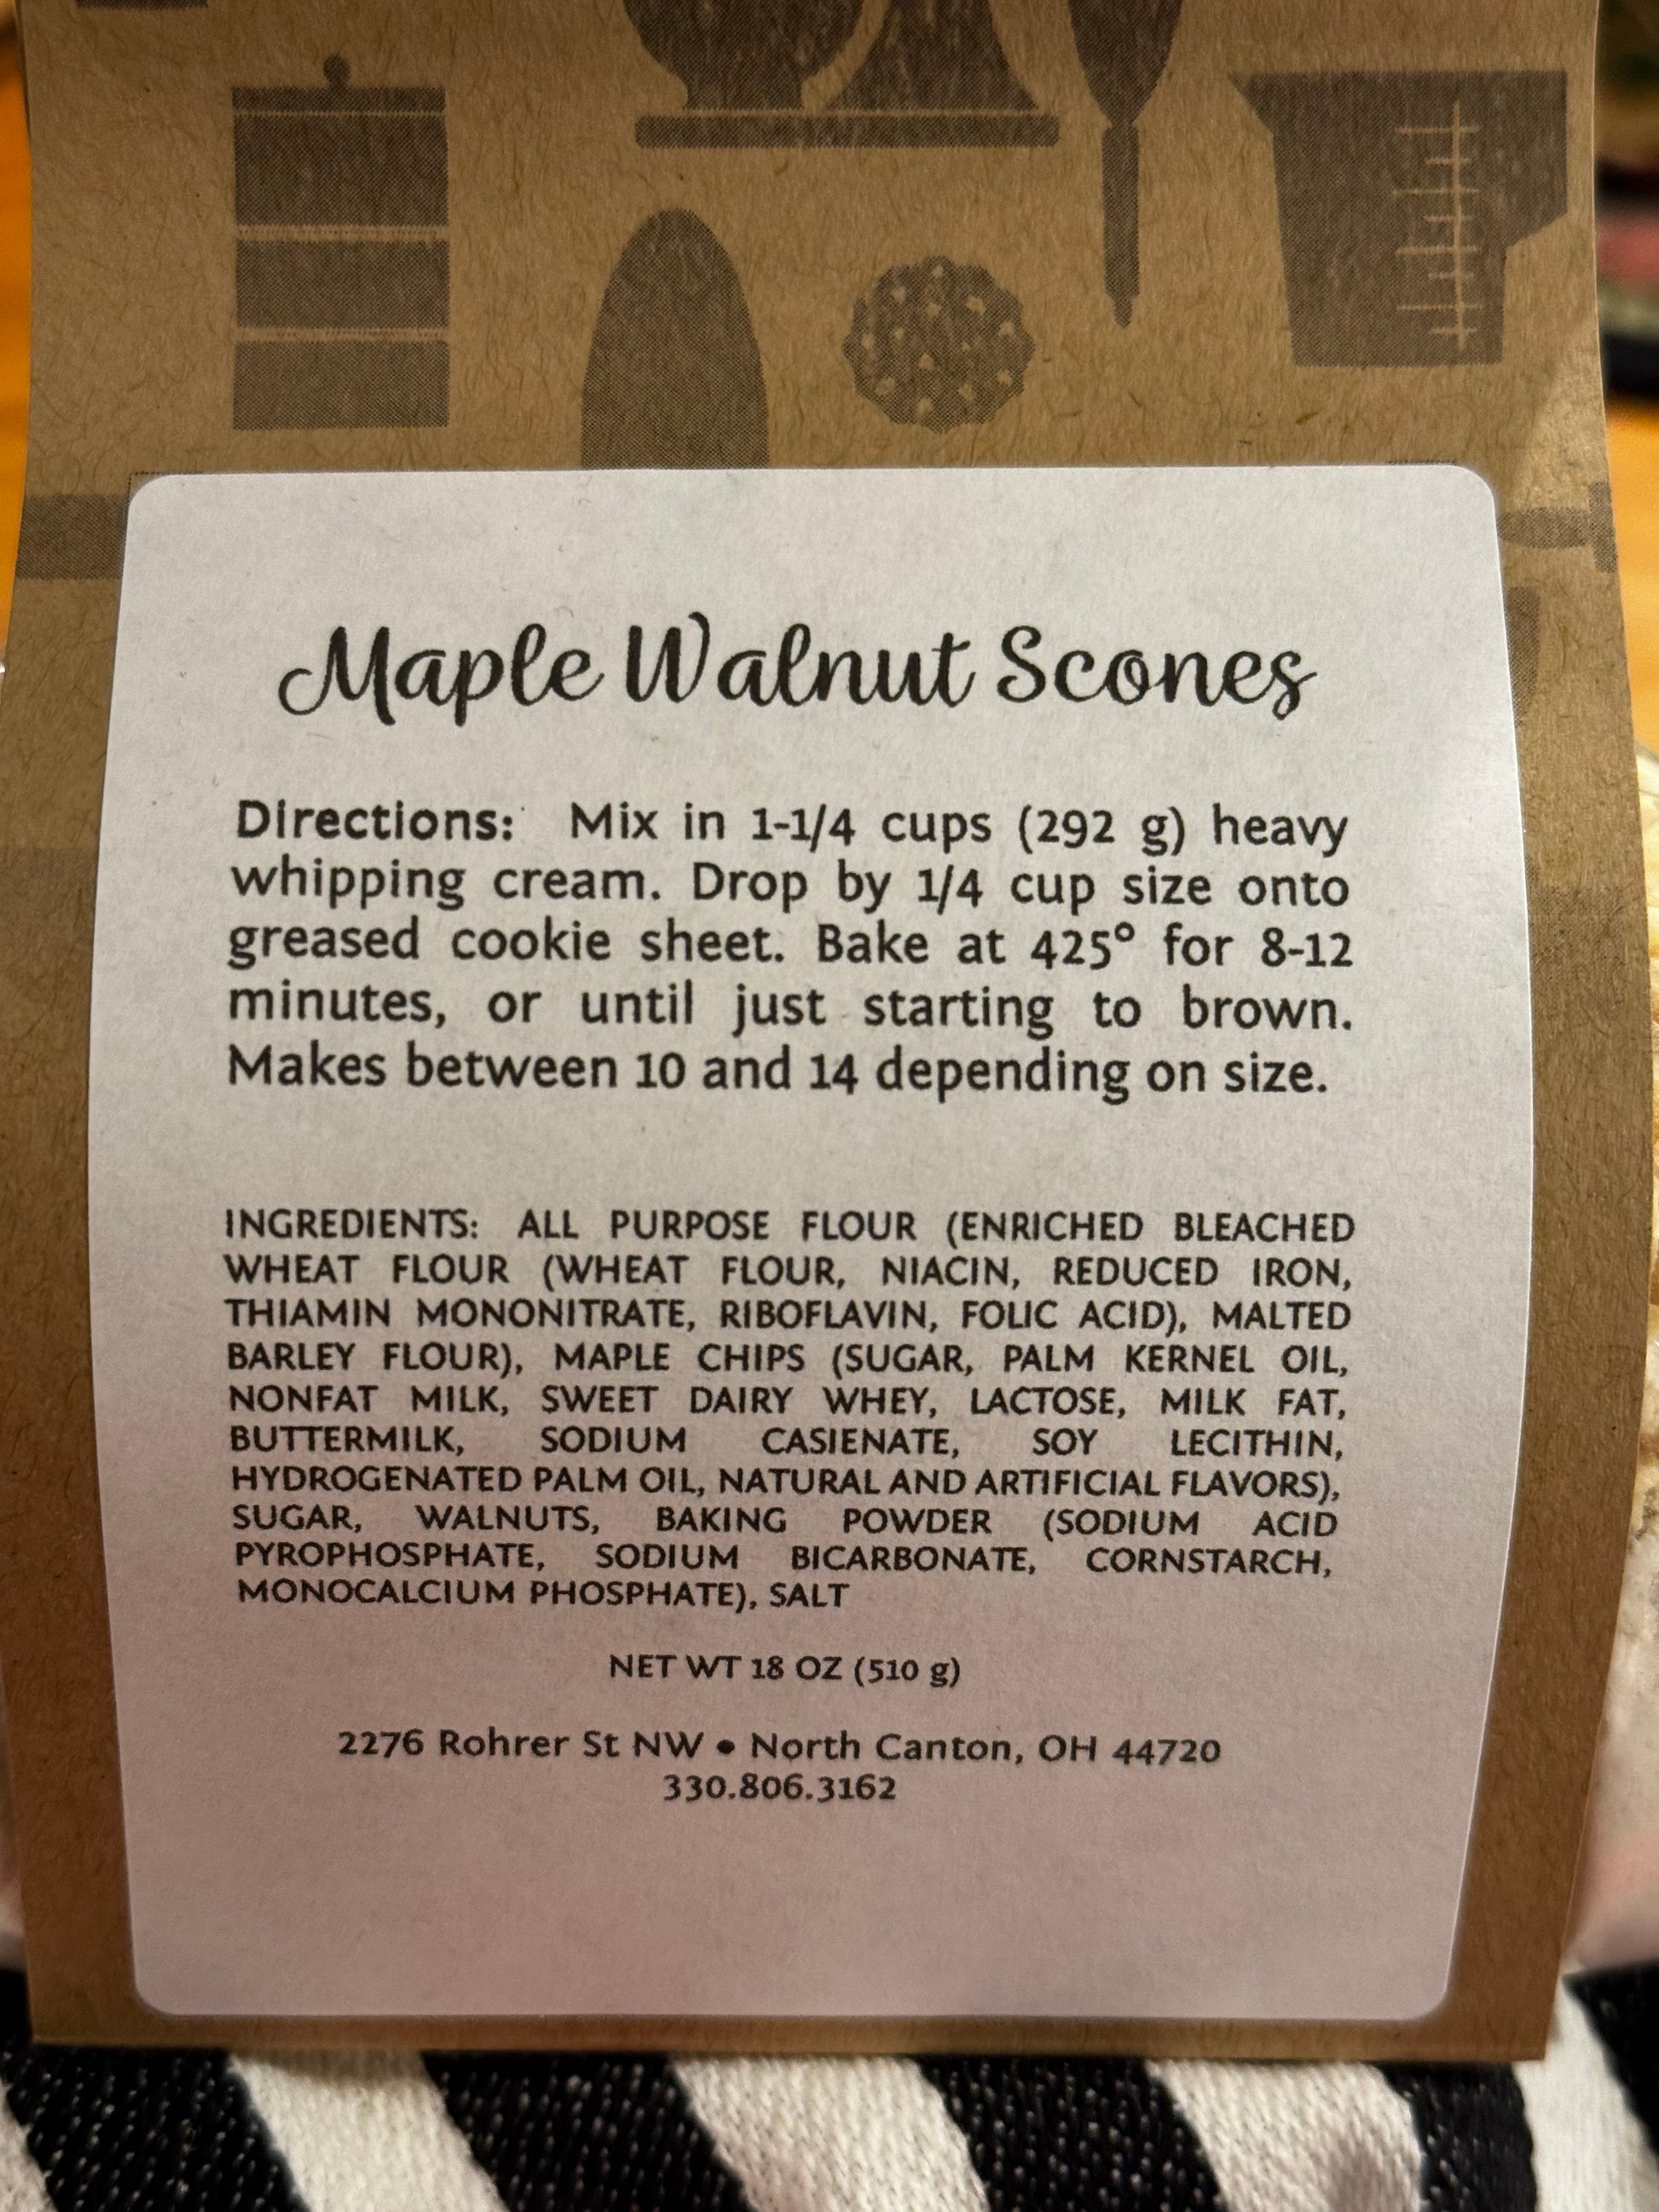 Maple Walnut Scones
Directions: Mix in 1-1/4 cups (292 g) heavy
whipping cream. Drop by 1/4 cup size onto
greased cookie sheet. Bake at 425° for 8-12
minutes, or until just starting to brown.
Makes between 10 and 14 depending on size.
INGREDIENTS: ALL PURPOSE FLOUR (ENRICHED BLEACHED
WHEAT FLOUR (WHEAT FLOUR, NIACIN, REDUCED IRON,
THIAMIN MONONITRATE, RIBOFLAVIN, FOLIC ACID), MALTED
BARLEY FLOUR), MAPLE CHIPS (SUGAR, PALM KERNEL OIL,
NONFAT MILK, SWEET DAIRY WHEY, LACTOSE, MILK FAT,
BUTTERMILK, SODIUM CASIENATE, SOY LECITHIN,
HYDROGENATED PALM OIL, NATURAL AND ARTIFICIAL FLAVORS),
SUGAR, WALNUTS, BAKING POWDER (SODIUM ACID
PYROPHOSPHATE, SODIUM BICARBONATE, CORNSTARCH,
MONOCALCIUM PHOSPHATE), SALT
NET WT 18 OZ (510 g)
2276 Rohrer St NW • North Canton, OH 44720
330.806.3162